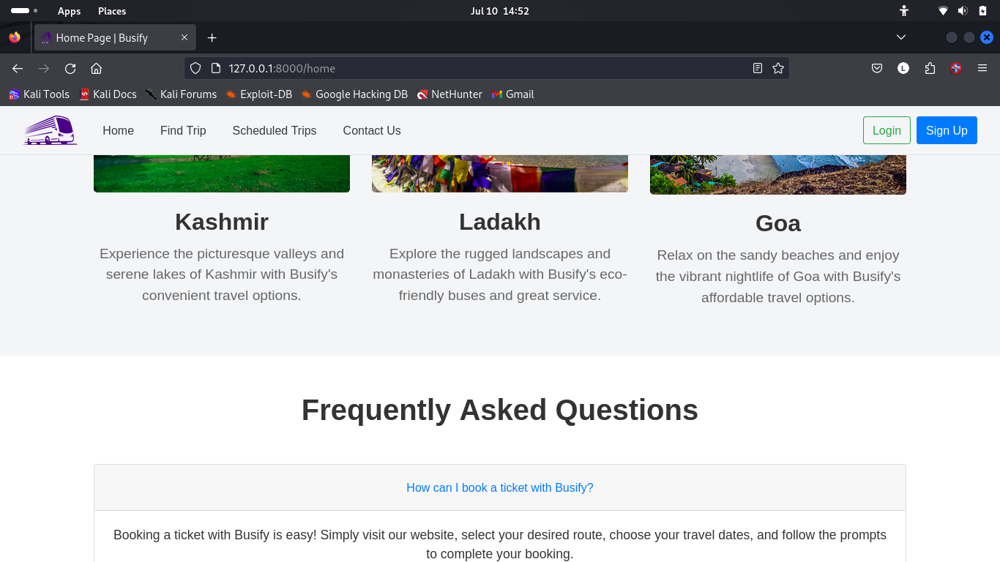 Apps Places Jul 10 14:52
Home Page | Busify
127.0.0.1:8000/home L
Kali Tools Kali Docs Kali Forums Exploit-DB Google Hacking DB NetHunter Gmail
Home Find Trip Scheduled Trips Contact Us Login Sign Up
Kashmir
Experience the picturesque valleys and
serene lakes of Kashmir with Busify's
convenient travel options.
Ladakh
Explore the rugged landscapes and
monasteries of Ladakh with Busify's eco-
friendly buses and great service.
Goa
Relax on the sandy beaches and enjoy
the vibrant nightlife of Goa with Busify's
affordable travel options.
Frequently Asked Questions
How can I book a ticket with Busify?
Booking a ticket with Busify is easy! Simply visit our website, select your desired route, choose your travel dates, and follow the prompts
to complete your booking.